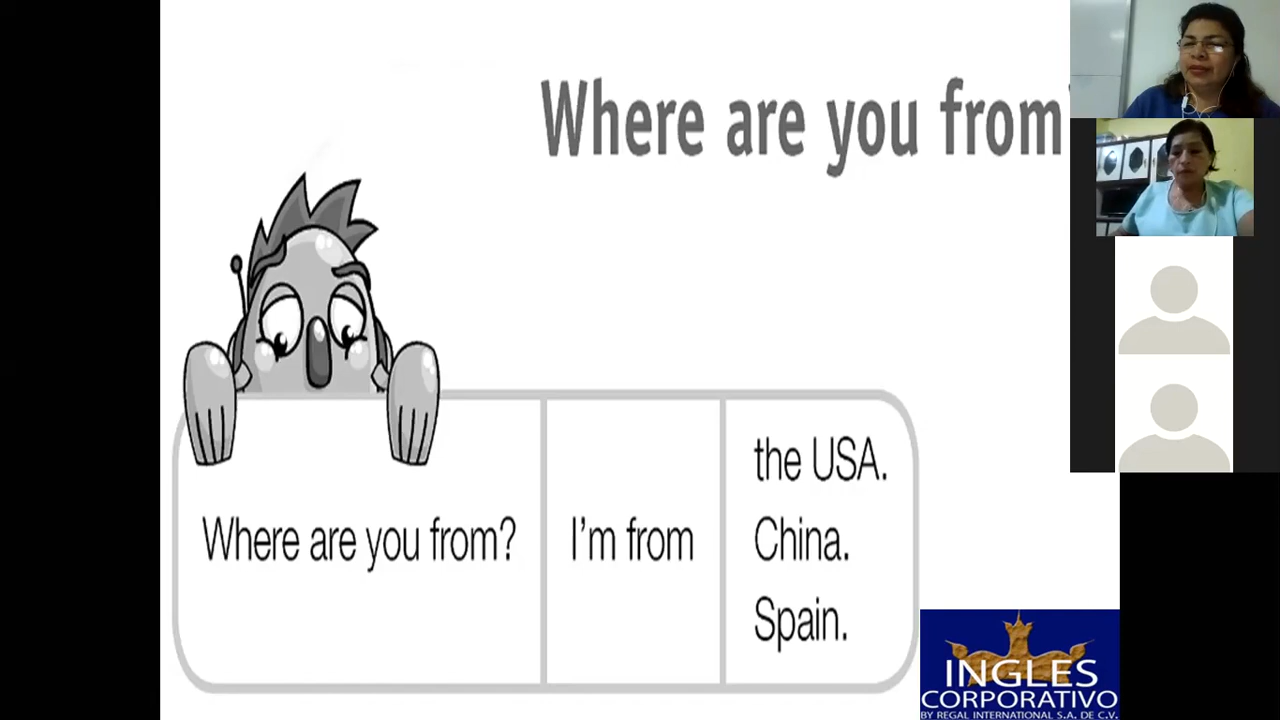 Where are you from
Where are you from?
I'm from
the USA.
China.
Spain.
INGLES
CORPORATIVO
BY REGAL INTERNATIONAL S.A. DE C.V.